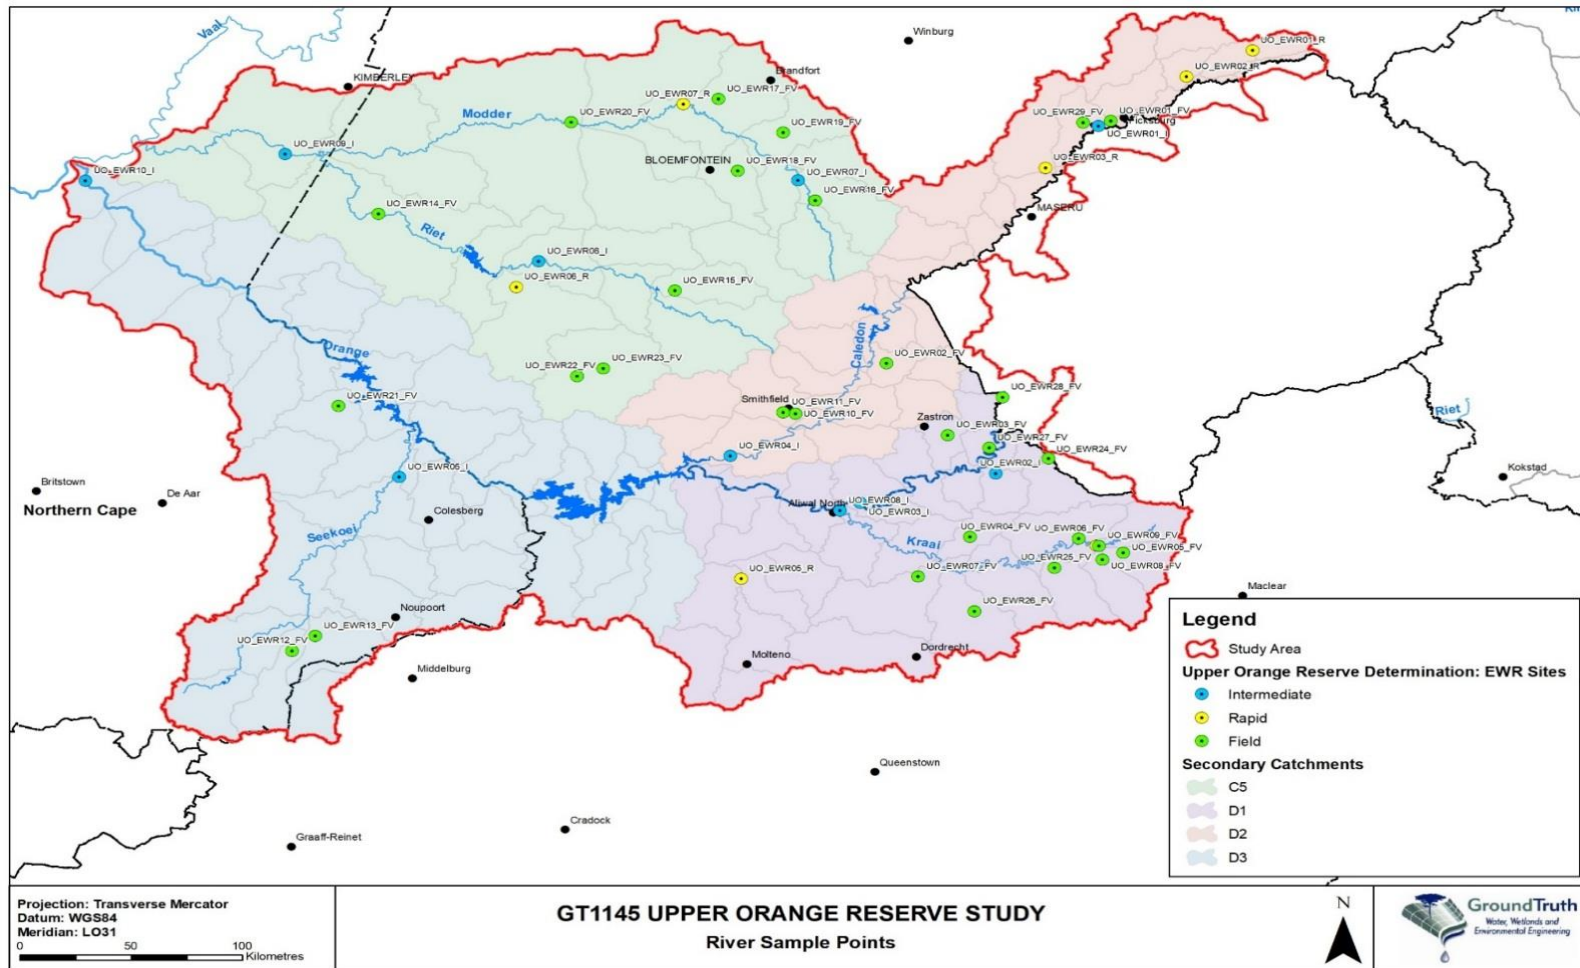 Vaal
Winburg
UO_EWR01_R
UO_EWR02_R
KIMBERLEY
Brandfort
UO_EWR07_R
UO_EWR17_FV
Modder
UO_EWR20_FV
UO_EWR29_FV
UO_EWR01_FV
Ficksburg
UO_EWR01_I
UO_EWR19_FV
UO_EWR09_I
BLOEMFONTEIN
UO_EWR18_FV
UO_EWR03_R
UO_EWR10_I
UO_EWR07_I
UO_EWR16_FV
UO_EWR14_FV
MASERU
Riet
UO_EWR06_I
UO_EWR06_R
UO_EWR15_FV
Orange
Caledon
UO_EWR22_FV
UO_EWR23_FV
UO_EWR02_FV
UO_EWR28_FV
UO_EWR21_FV
Smithfield
UO_EWR11_FV
UO_EWR10_FV
Zastron
UO_EWR03_FV
Riet
UO_EWR27_FV
UO_EWR04_I
UO_EWR24_FV
UO_EWR02_I
UO_EWR05_I
Britstown
De Aar
Kokstad
Northern Cape
Colesberg
Aliwal North
UO_EWR08_I
UO_EWR03_I
Seekoei
Kraai
UO_EWR04_FV
UO_EWR06_FV
UO_EWR09_FV
UO_EWR05_FV
UO_EWR25_FV
UO_EWR08_FV
UO_EWR05_R
UO_EWR07_FV
Maclear
Noupoort
UO_EWR26_FV
UO_EWR13_FV
UO_EWR12_FV
Middelburg
Molteno
Dordrecht
Queenstown
Cradock
Graaff-Reinet
Legend
Study Area
Upper Orange Reserve Determination: EWR Sites
Intermediate
Rapid
Field
Secondary Catchments
C5
D1
D2
D3
Projection: Transverse Mercator
Datum: WGS84
Meridian: LO31
0 50 100
Kilometres
GT1145 UPPER ORANGE RESERVE STUDY
River Sample Points
N
GroundTruth
Water, Wetlands and
Environmental Engineering